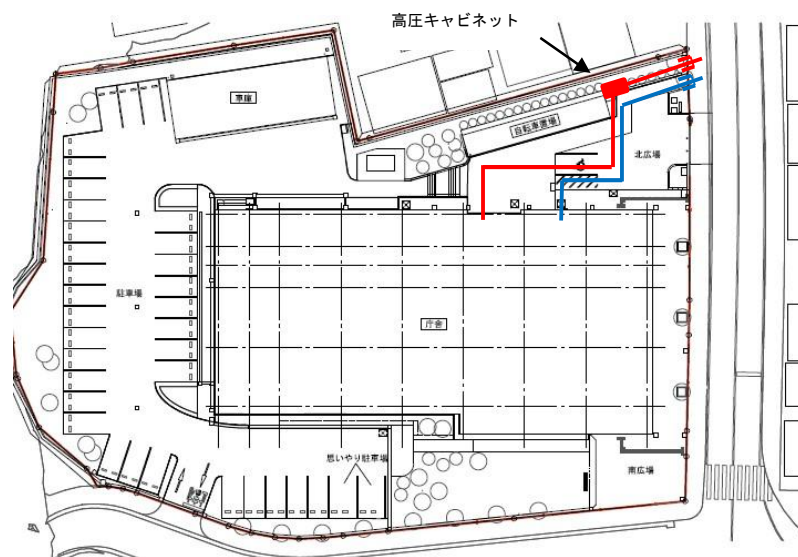 高圧キャビネット
車庫
自転車置場
北広場
駐車場
庁舎
思いやり駐車場
南広場